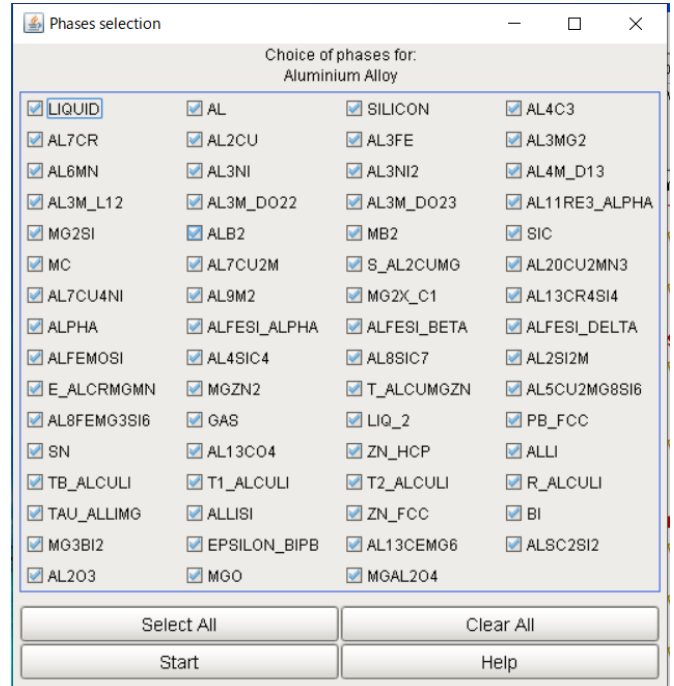 Phases selection
Choice of phases for:
Aluminium Alloy
LIQUID AL SILICON AL4C3
AL7CR AL2CU AL3FE AL3MG2
AL6MN AL3NI AL3NI2 AL4M_D13
AL3M_L12 AL3M_DO22 AL3M_DO23 AL11RE3_ALPHA
MG2SI ALB2 MB2 SIC
MC AL7CU2M S_AL2CUMG AL20CU2MN3
AL7CU4NI AL9M2 MG2X_C1 AL13CR4SI4
ALPHA ALFESI_ALPHA ALFESI_BETA ALFESI_DELTA
ALFEMOSI AL4SIC4 AL8SIC7 AL2SI2M
E_ALCRMGMN MGZN2 T_ALCUMGZN AL5CU2MG8SI6
AL8FEMG3SI6 GAS LIQ_2 PB_FCC
SN AL13CO4 ZN_HCP ALLI
TB_ALCULI T1_ALCULI T2_ALCULI R_ALCULI
TAU_ALLIMG ALLISI ZN_FCC BI
MG3BI2 EPSILON_BIPB AL13CEMG6 ALSC2SI2
AL2O3 MGO MGAL2O4
Select All Clear All
Start Help